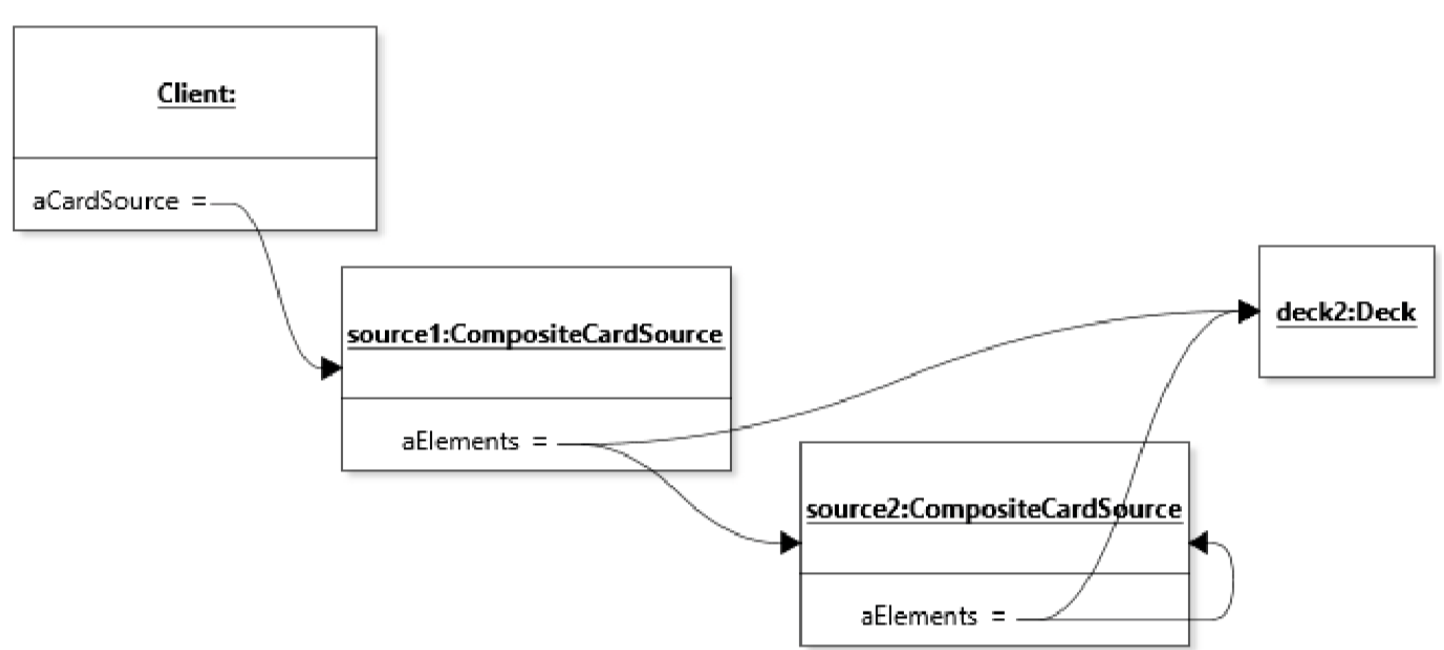 Client:
aCardSource =
source1:CompositeCardSource
aElements =
deck2:Deck
source2:CompositeCardSource
aElements =